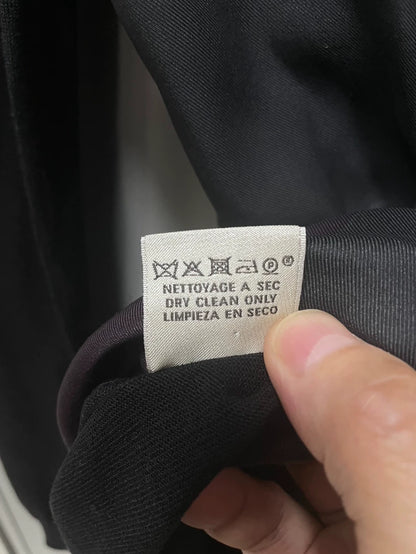 P ®
NETTOYAGE A SEC
DRY CLEAN ONLY
LIMPIEZA EN SECO